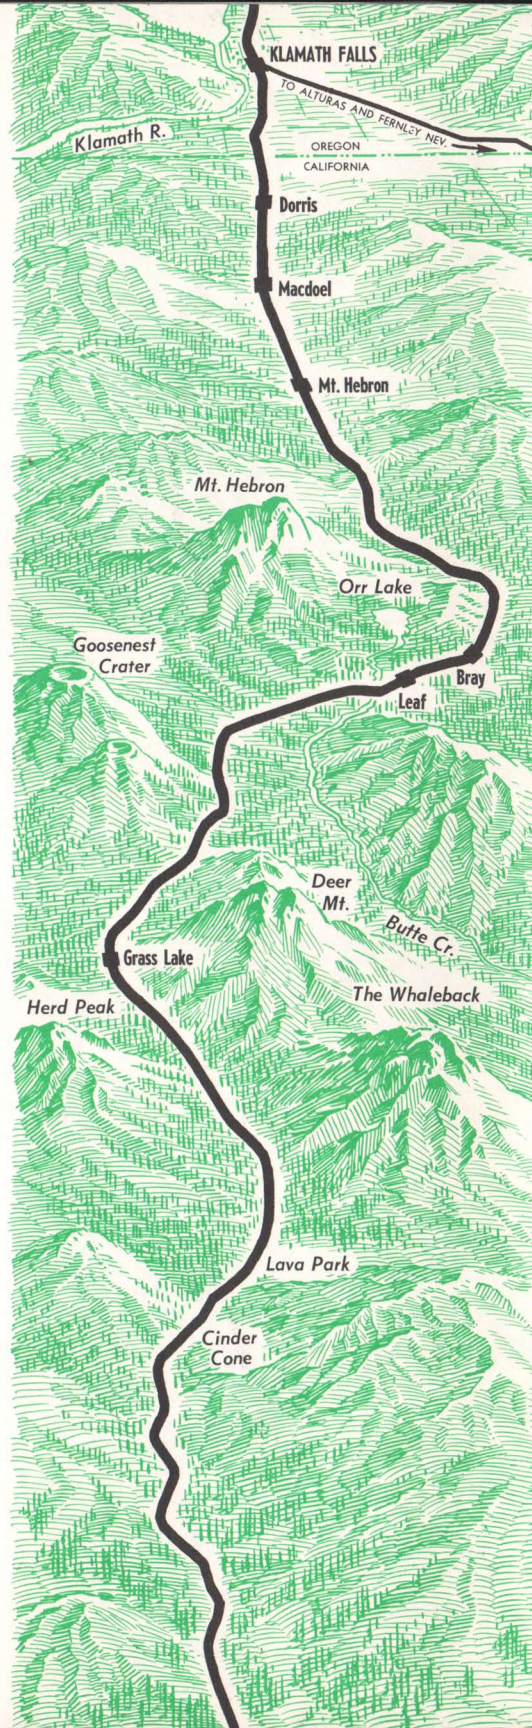 KLAMATH FALLS
TO ALTURAS AND FERNLEY NEV.
Klamath R.
OREGON
CALIFORNIA
Dorris
Macdoel
Mt. Hebron
Mt. Hebron
Orr Lake
Goosenest
Crater
Bray
Leaf
Deer
Mt.
Butte Cr.
Grass Lake
The Whaleback
Herd Peak
Lava Park
Cinder
Cone